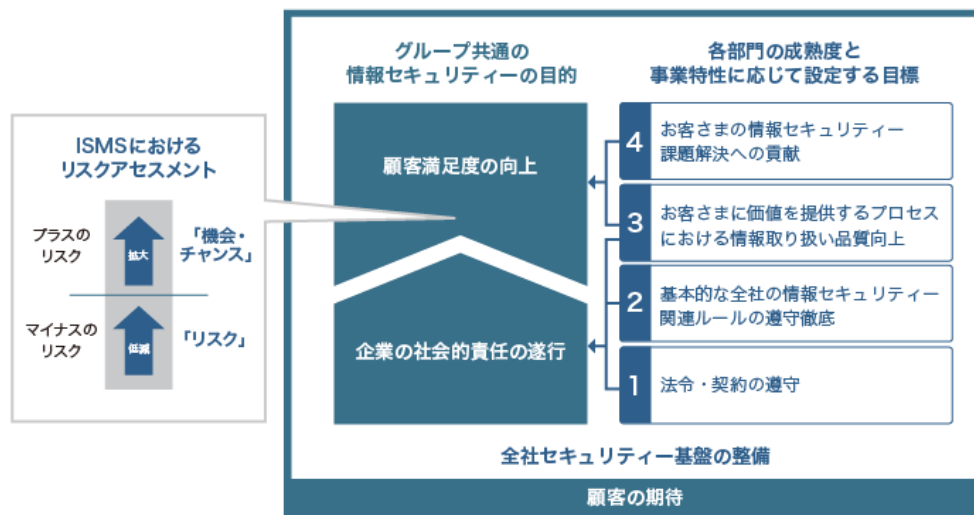 グループ共通の
情報セキュリティーの目的
各部門の成熟度と
事業特性に応じて設定する目標
ISMSにおける
リスクアセスメント
プラスの
リスク
拡大
「機会・
チャンス」
マイナスの
リスク
低減
「リスク」
顧客満足度の向上
企業の社会的責任の遂行
4
お客さまの情報セキュリティー
課題解決への貢献
3
お客さまに価値を提供するプロセス
における情報取り扱い品質向上
2
基本的な全社の情報セキュリティー
関連ルールの遵守徹底
1
法令・契約の遵守
全社セキュリティー基盤の整備
顧客の期待